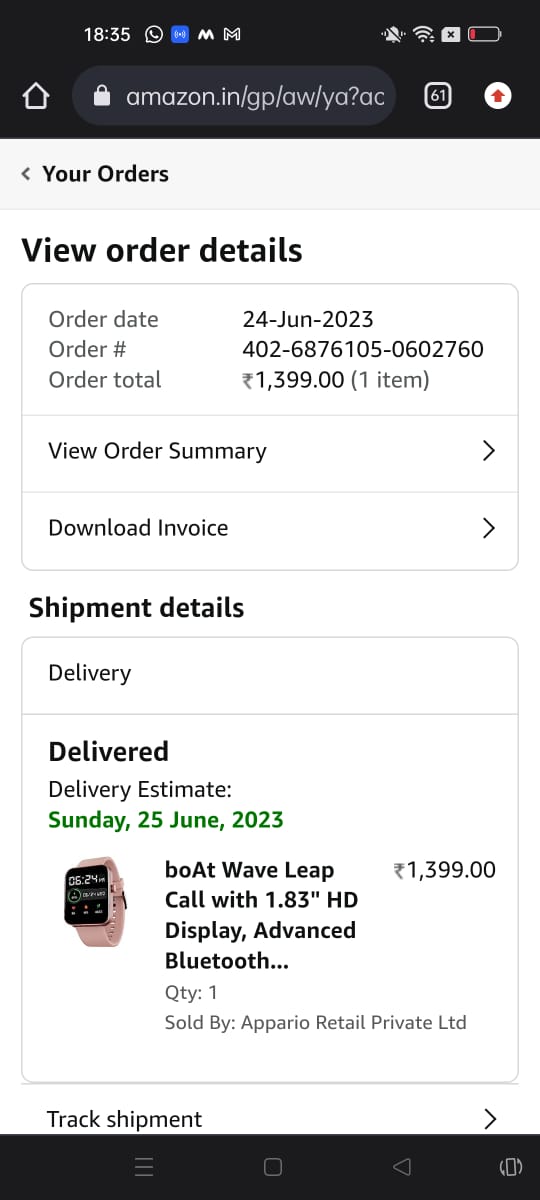 18:35
amazon.in/gp/aw/ya?ac
61
Your Orders
View order details
Order date 24-Jun-2023
Order # 402-6876105-0602760
Order total ₹1,399.00 (1 item)
View Order Summary
Download Invoice
Shipment details
Delivery
Delivered
Delivery Estimate:
Sunday, 25 June, 2023
06:24
boAt Wave Leap ₹1,399.00
Call with 1.83" HD
Display, Advanced
Bluetooth...
Qty: 1
Sold By: Appario Retail Private Ltd
Track shipment